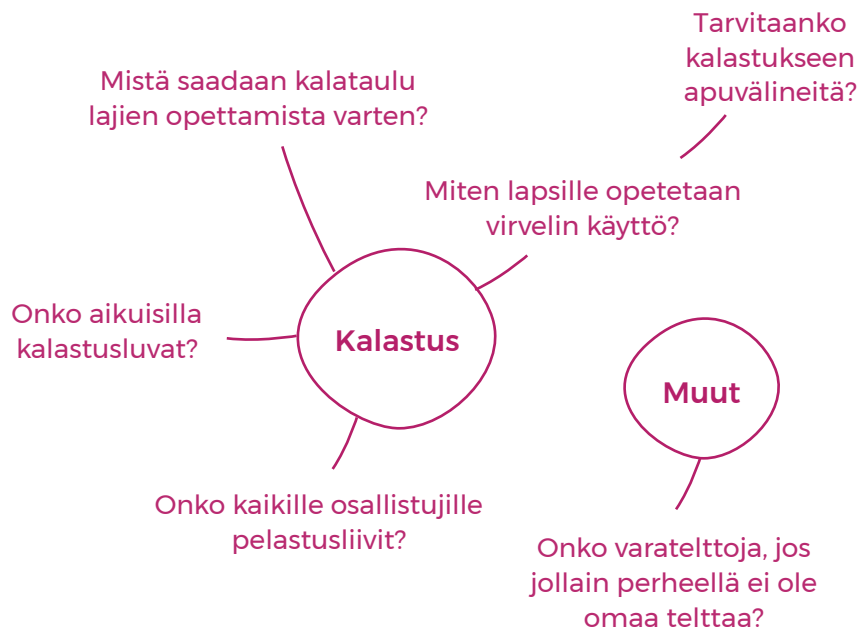 Tarvitaanko
kalastukseen
apuvälineitä?
Mistä saadaan kalataulu
lajien opettamista varten?
Miten lapsille opetetaan
virvelin käyttö?
Onko aikuisilla
kalastusluvat?
Kalastus
Muut
Onko kaikille osallistujille
pelastusliivit?
Onko varatelttoja, jos
jollain perheellä ei ole
omaa telttaa?